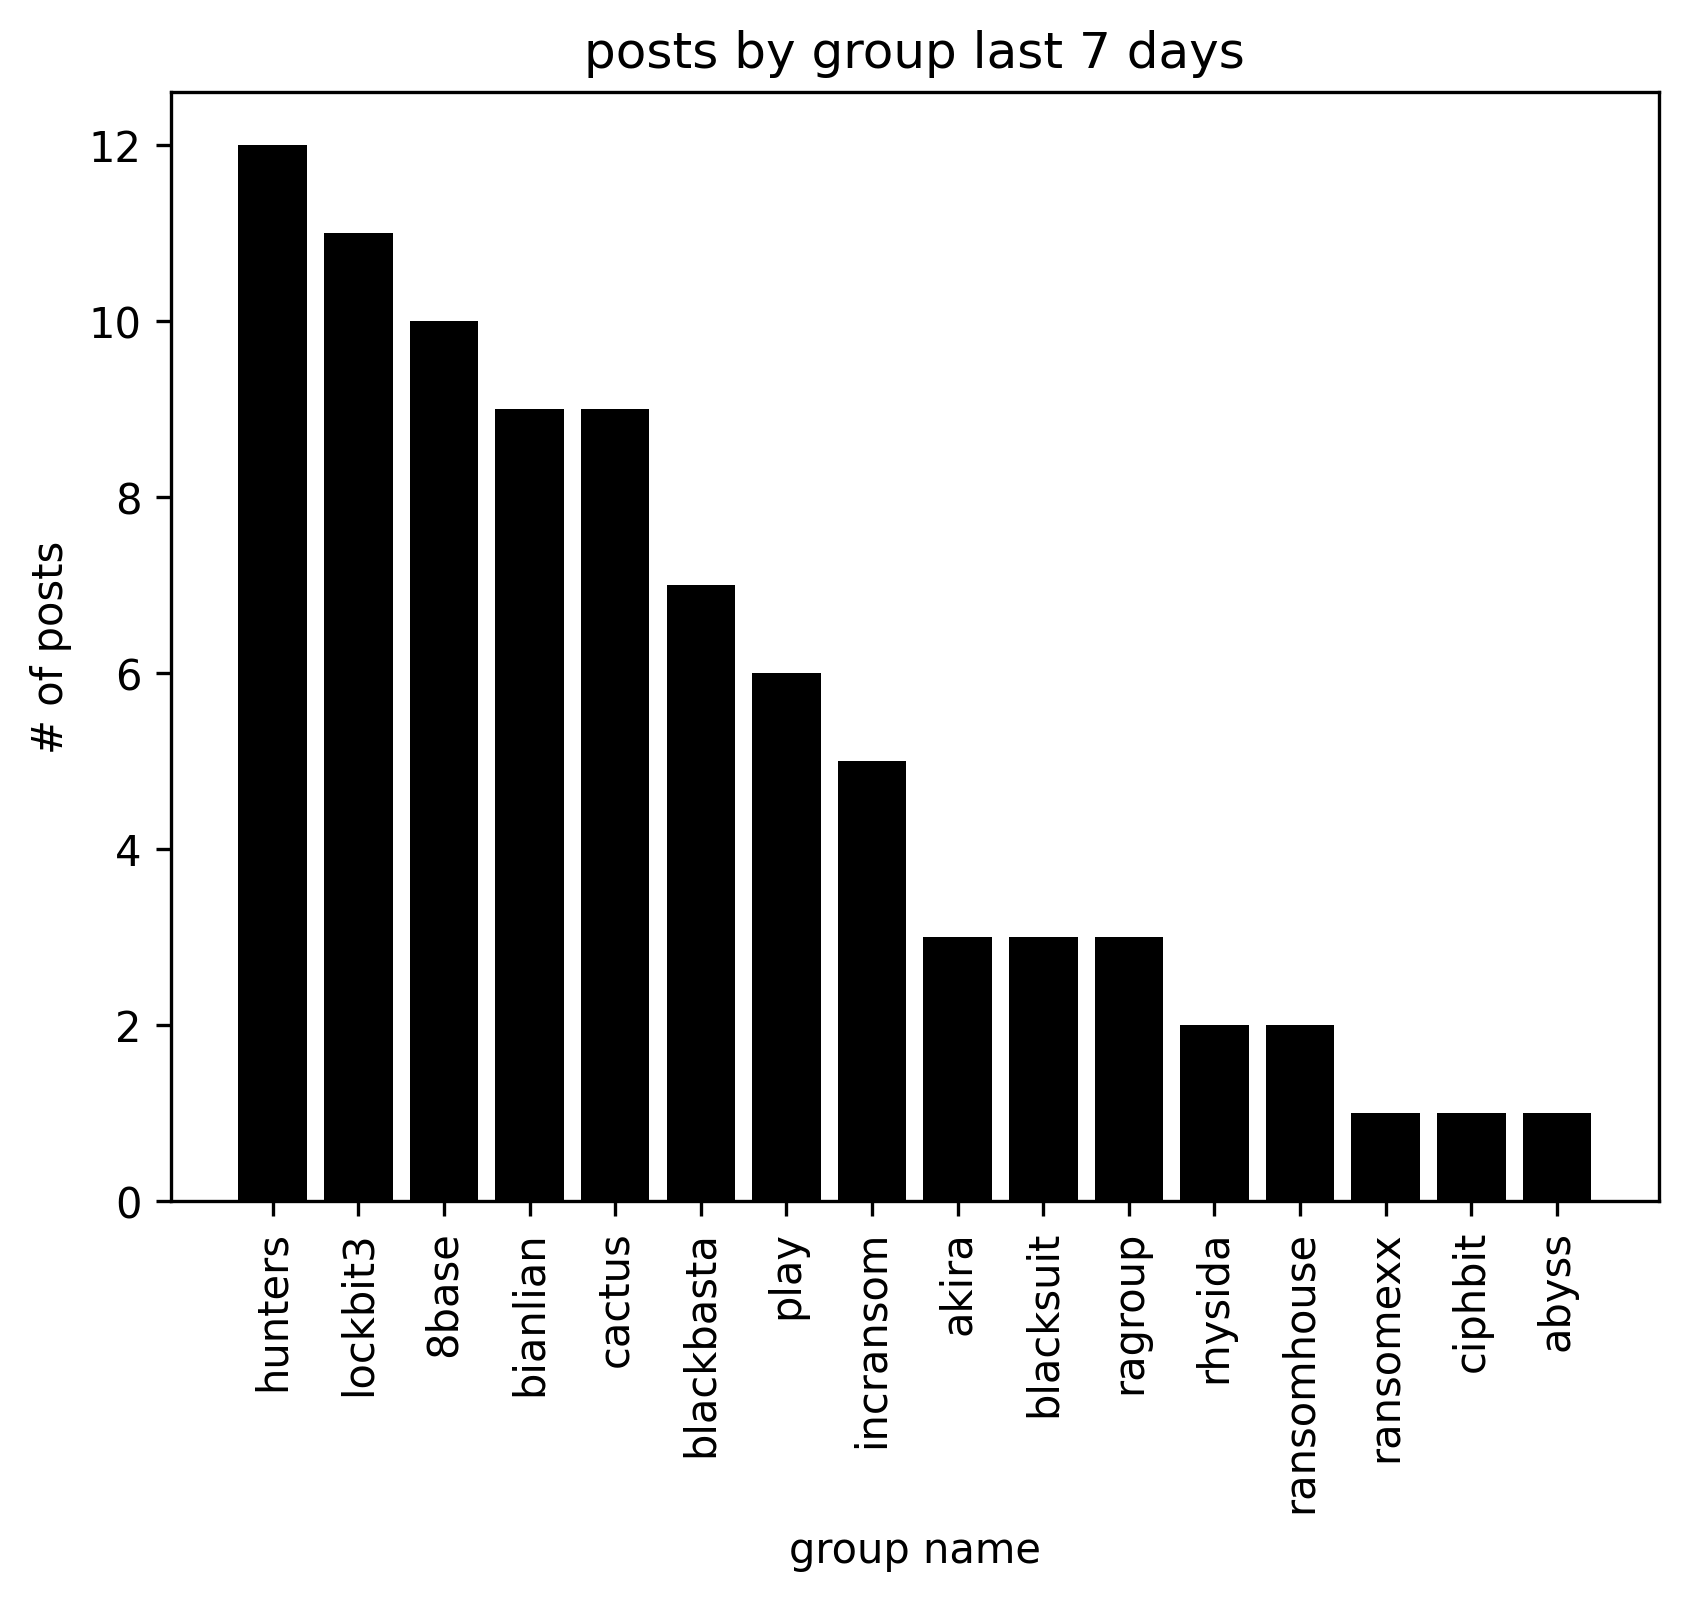 posts by group last 7 days
12
10
8
6
4
2
0
# of posts
hunters
lockbit3
8base
bianlian
cactus
blackbasta
play
incransom
akira
blacksuit
ragroup
rhysida
ransomhouse
ransomexx
ciphbit
abyss
group name